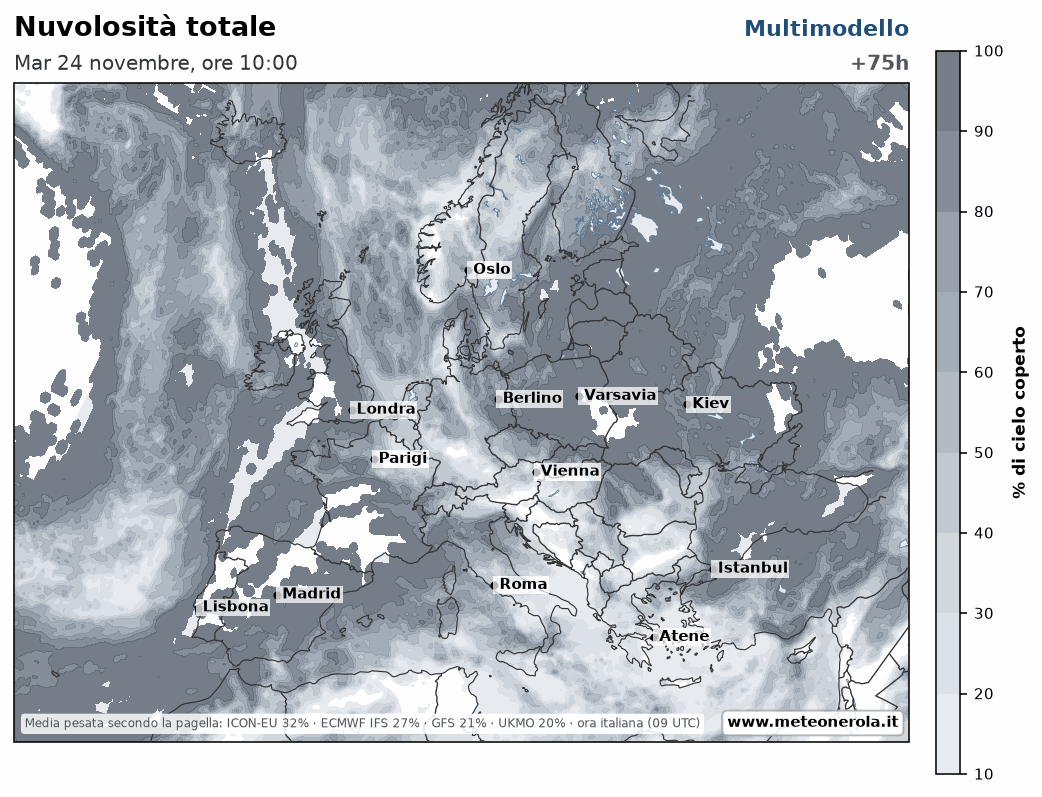 Nuvolosità totale
Multimodello
Mar 24 novembre, ore 10:00
+75h
100
90
80
70
60
50
40
30
20
10
% di cielo coperto
Oslo
Berlino
Varsavia
Kiev
Londra
Parigi
Vienna
Istanbul
Roma
Madrid
Lisbona
Atene
Media pesata secondo la pagella: ICON-EU 32% · ECMWF IFS 27% · GFS 21% · UKMO 20% · ora italiana (09 UTC)
www.meteonerola.it